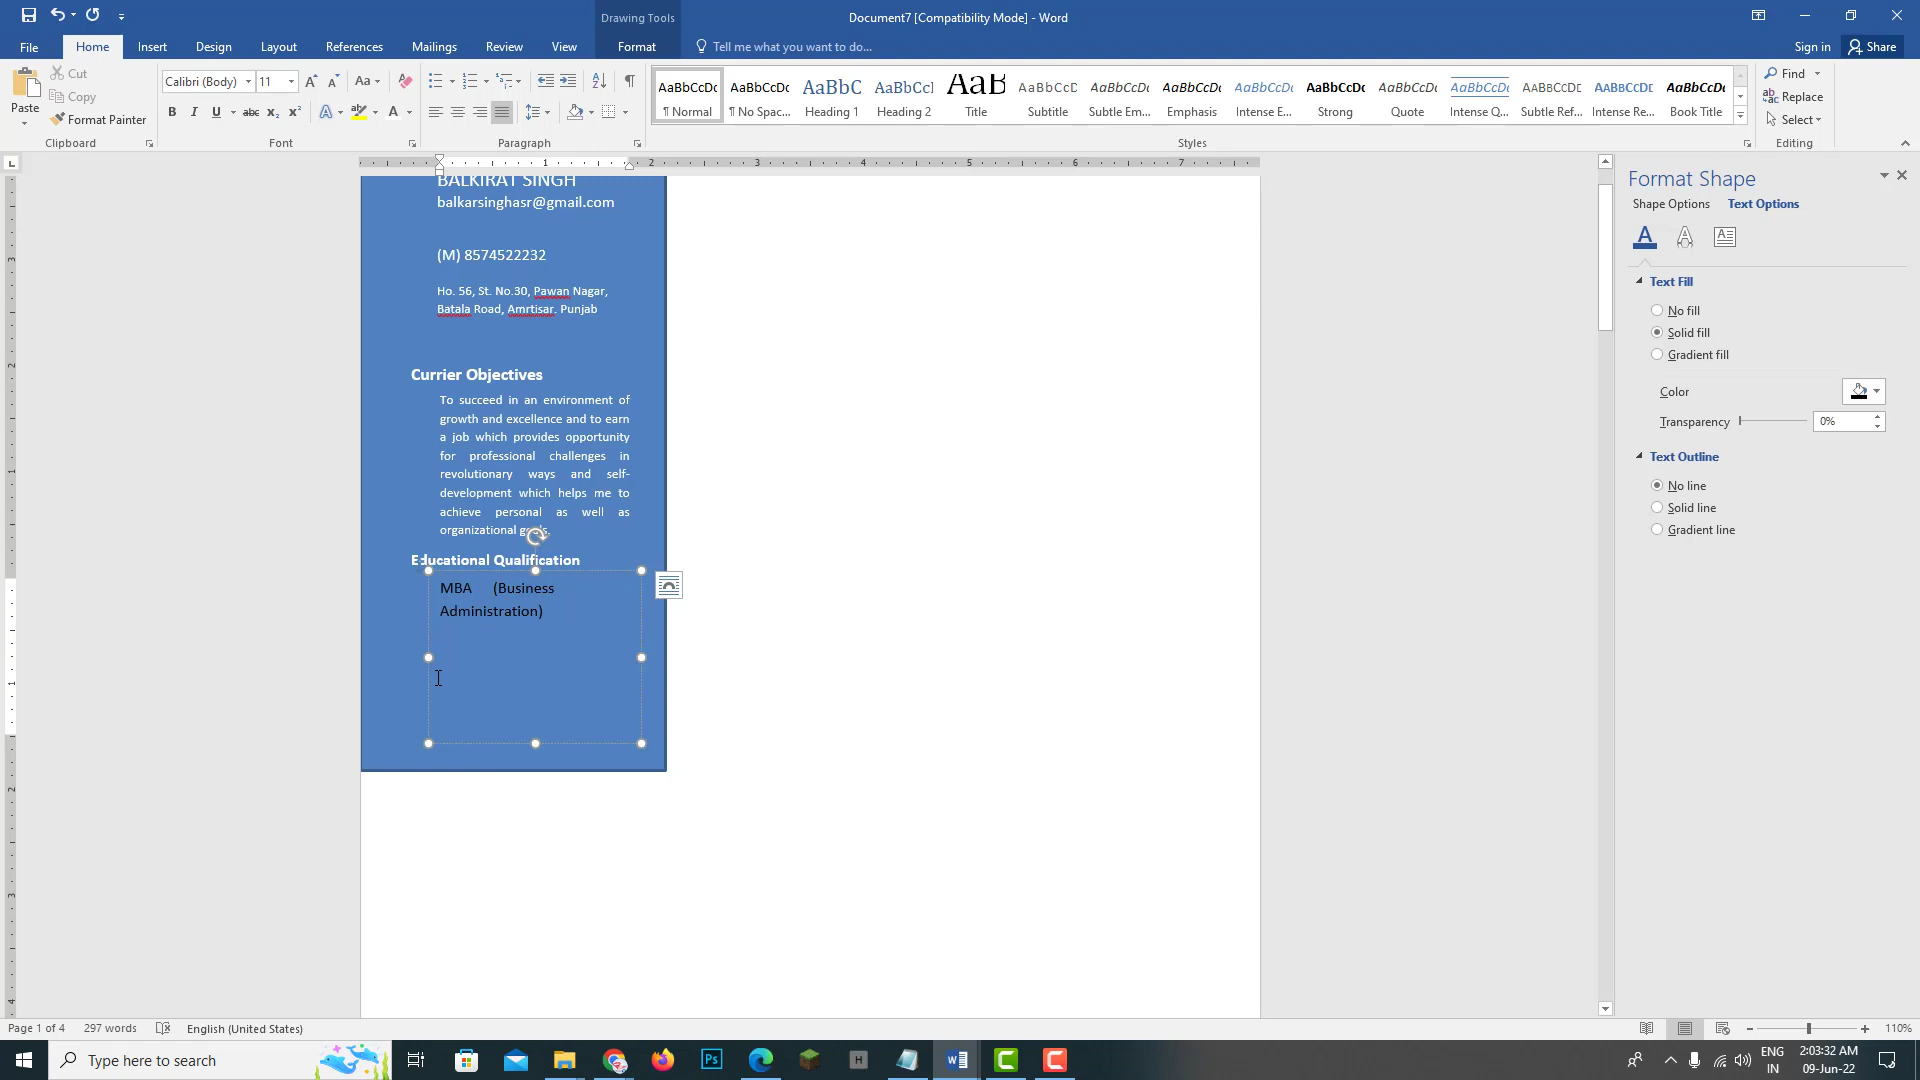 Drawing Tools
Document7 [Compatibility Mode] - Word
File
Home
Insert
Design
Layout
References
Mailings
Review
View
Format
Tell me what you want to do...
Sign in
Share
Paste
Cut
Copy
Format Painter
Clipboard
Calibri (Body)
11
Font
Paragraph
AaBbCcDc
¶ Normal
AaBbCcDc
¶ No Spac...
AaBbC
Heading 1
AaBbCcI
Heading 2
AaB
Title
AaBbCcD
Subtitle
AaBbCcDc
Subtle Em...
AaBbCcDc
Emphasis
AaBbCcDc
Intense E...
AaBbCcDc
Strong
AaBbCcDc
Quote
AaBbCcDc
Intense Q...
AABBCCDE
Subtle Ref...
AABBCCDE
Intense Re...
AaBbCcDc
Book Title
Styles
Find
Replace
Select
Editing
1 2 3 4 5 6 7
BALKIRAT SINGH
balkarsinghasr@gmail.com
(M) 8574522232
Ho. 56, St. No.30, Pawan Nagar,
Batala Road, Amrtisar. Punjab
Currier Objectives
To succeed in an environment of
growth and excellence and to earn
a job which provides opportunity
for professional challenges in
revolutionary ways and self-
development which helps me to
achieve personal as well as
organizational
Educational Qualification
MBA (Business
Administration)
Format Shape
Shape Options
Text Options
Text Fill
No fill
Solid fill
Gradient fill
Color
Transparency
0%
Text Outline
No line
Solid line
Gradient line
Page 1 of 4
297 words
English (United States)
110%
Type here to search
ENG
IN
2:03:32 AM
09-Jun-22